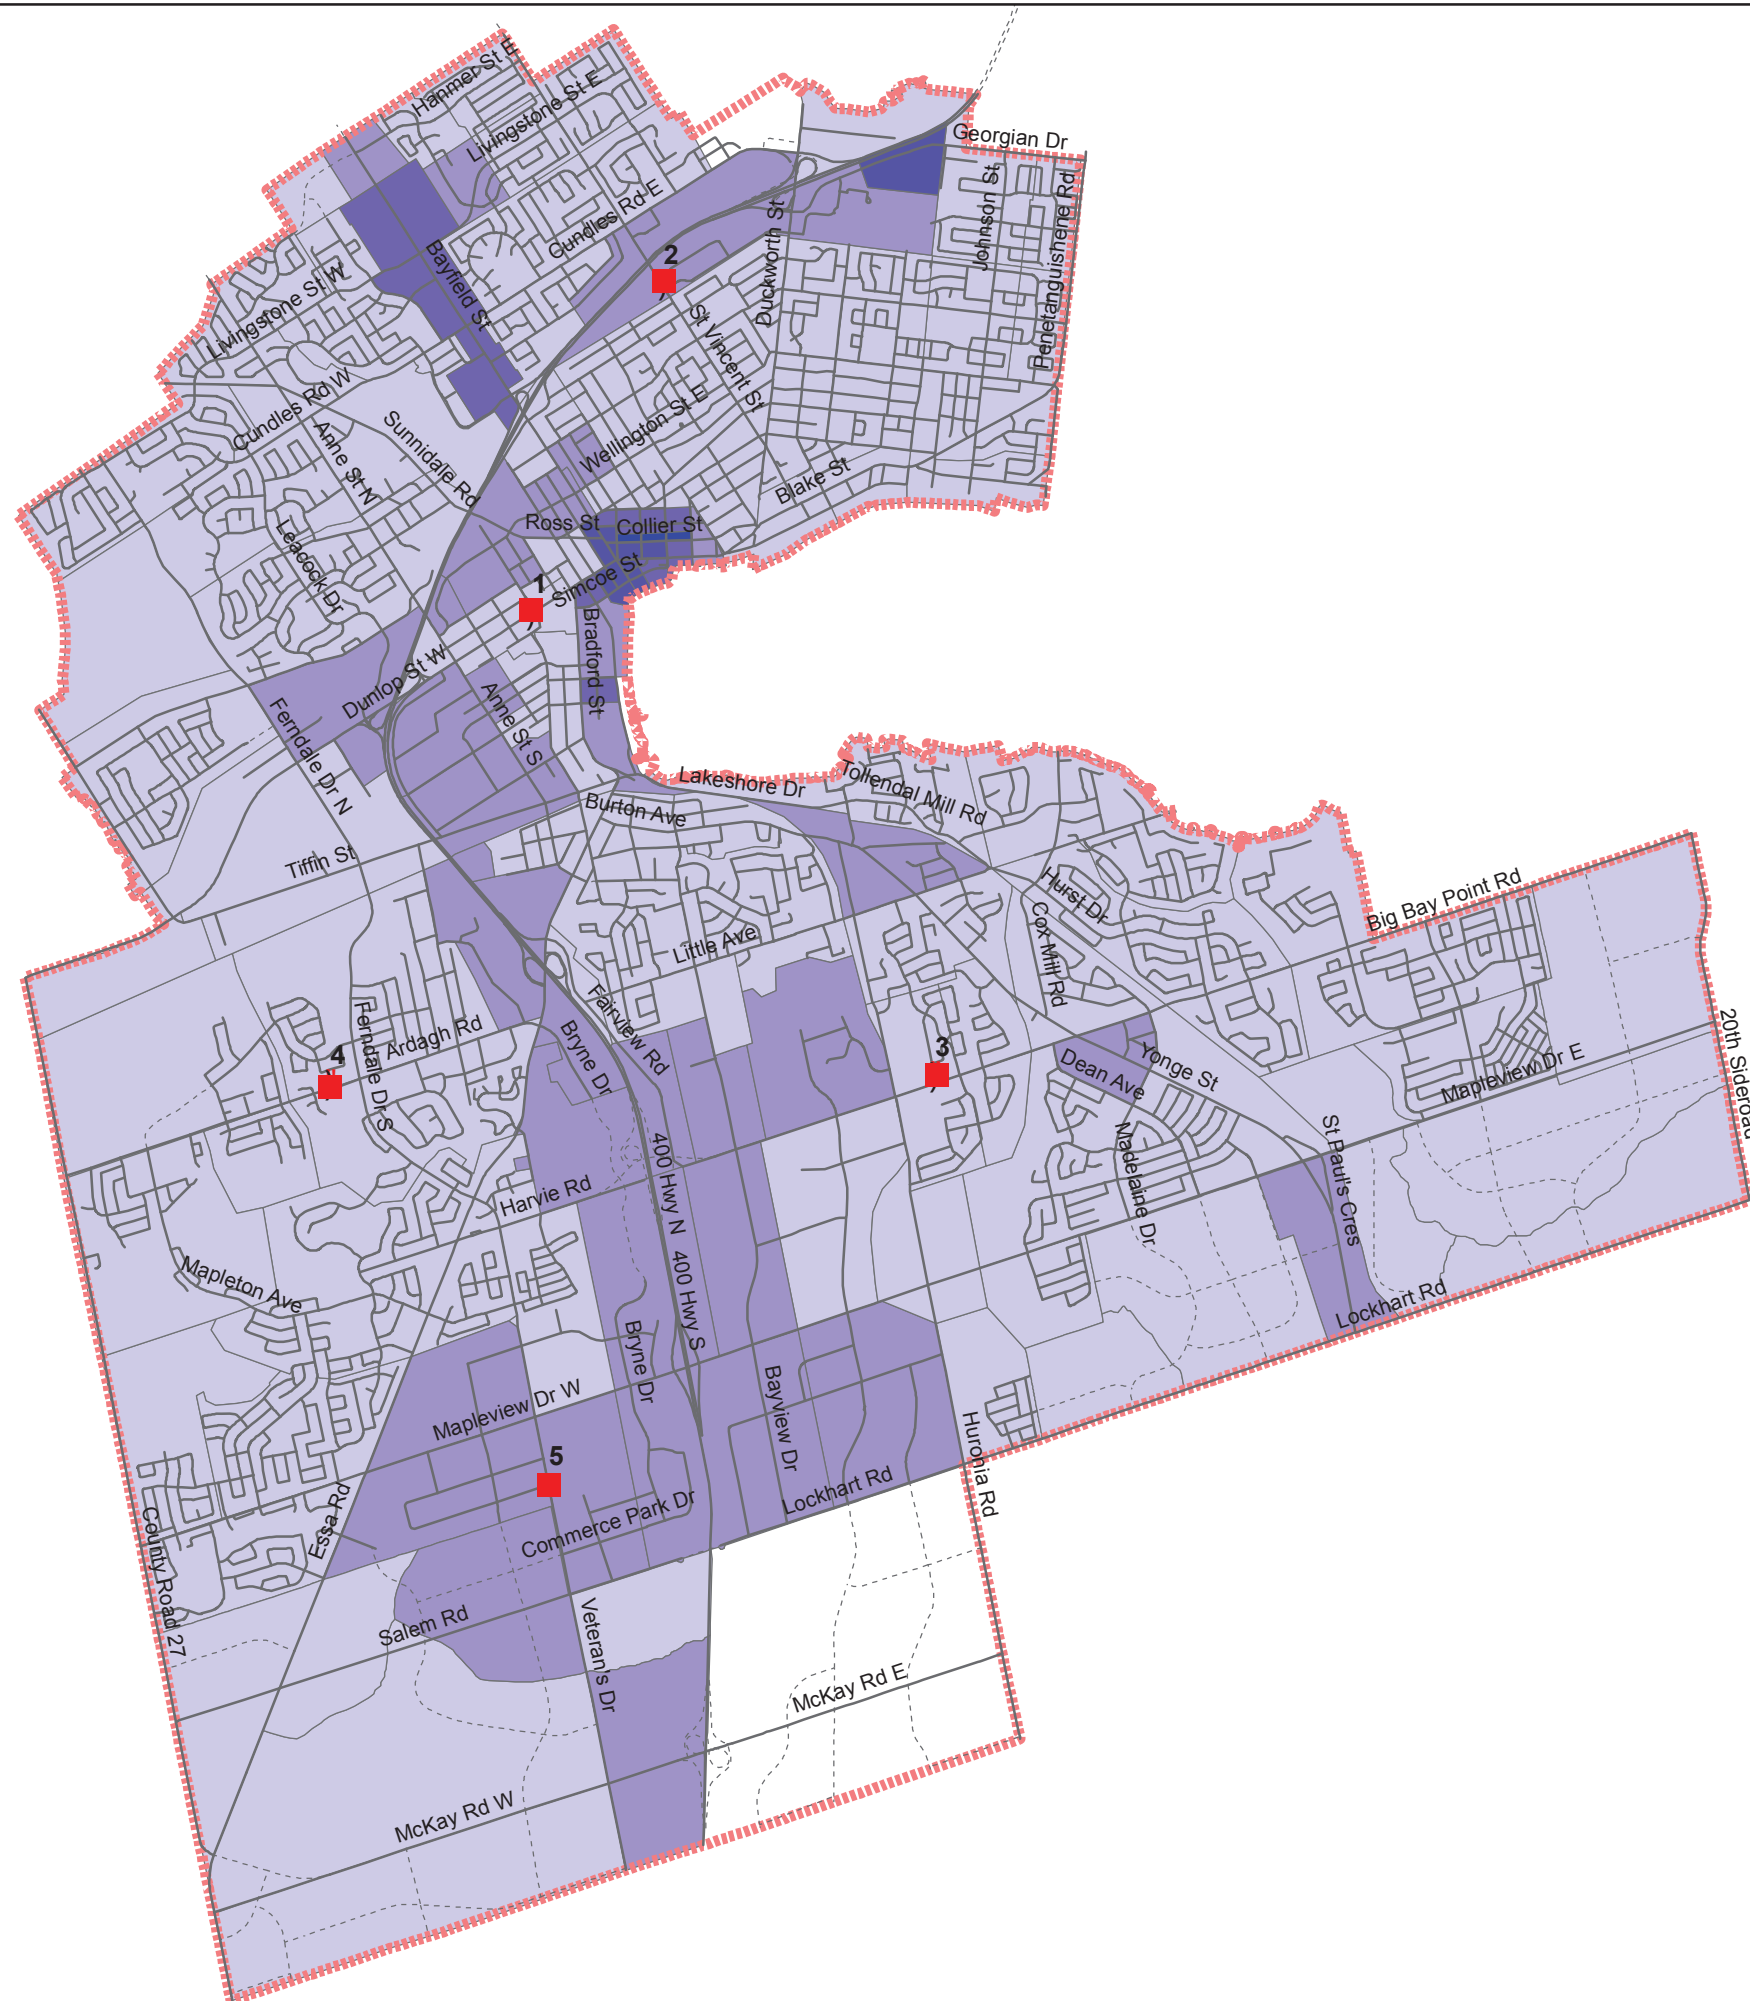 Hanmer St E
Livingstone St E
Georgian Dr
Johnson St
Penetanguishene Rd
Cundles Rd E
Duckworth St
2
Bayfield St
Livingstone St W
St Vincent St
Cundles Rd W
Wellington St E
Anne St N
Sunnidale Rd
Blake St
Ross St
Collier St
Leacock Dr
Simcoe St
1
Bradford St
Dunlop St W
Anne St S
Ferndale Dr N
Lakeshore Dr
Tollendal Mill Rd
Burton Ave
Tiffin St
Hurst Dr
Big Bay Point Rd
Cox Mill Rd
Little Ave
Fairview Rd
Ferndale Dr S
Ardagh Rd
4
Bryne Dr
3
Dean Ave
Yonge St
Mapleview Dr E
20th Sideroad
Madelaine Dr
St Paul's Cres
400 Hwy N
Harvie Rd
400 Hwy S
Mapleton Ave
Lockhart Rd
Bryne Dr
Mapleview Dr W
Bayview Dr
5
Huronia Rd
Lockhart Rd
Commerce Park Dr
Essa Rd
County Road 27
Salem Rd
Veteran's Dr
McKay Rd E
McKay Rd W